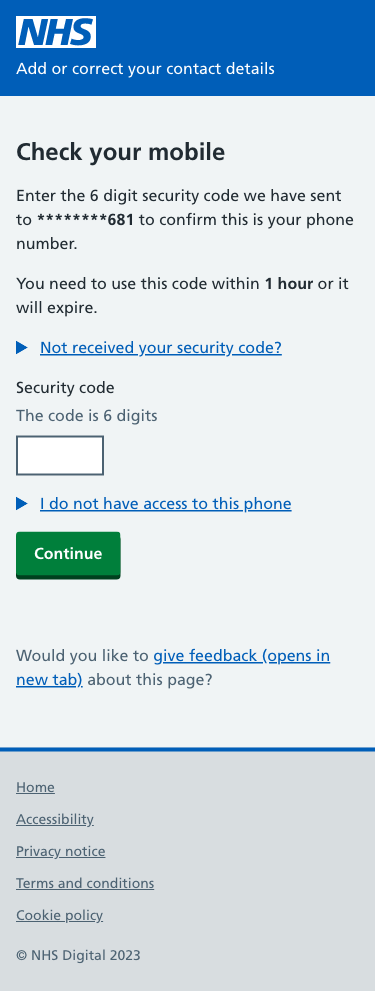 NHS
Add or correct your contact details
Check your mobile
Enter the 6 digit security code we have sent
to ********681 to confirm this is your phone
number.
You need to use this code within 1 hour or it
will expire.
Not received your security code?
Security code
The code is 6 digits
I do not have access to this phone
Continue
Would you like to give feedback (opens in
new tab) about this page?
Home
Accessibility
Privacy notice
Terms and conditions
Cookie policy
© NHS Digital 2023